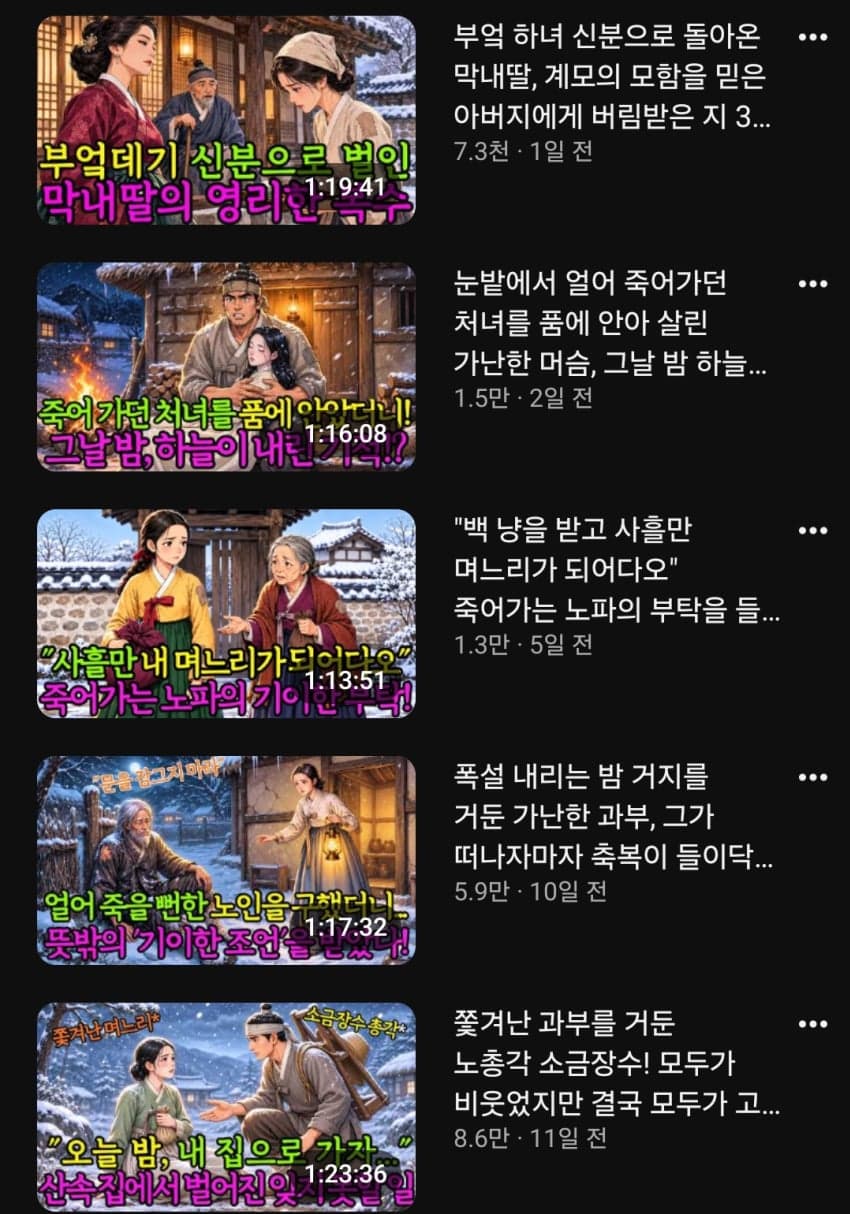 부엌데기 신분으로 벌인
막내딸의 영리한 복수
1:19:41
부엌 하녀 신분으로 돌아온
막내딸, 계모의 모함을 믿은
아버지에게 버림받은 지 3...
7.3천 · 1일 전
죽어가던 처녀를 품에 안았더니!
그날 밤, 하늘이 내린 기적!?
1:16:08
눈밭에서 얼어 죽어가던
처녀를 품에 안아 살린
가난한 머슴, 그날 밤 하늘...
1.5만 · 2일 전
"사흘만 내 며느리가 되어다오"
죽어가는 노파의 기이한 부탁!
1:13:51
"백 냥을 받고 사흘만
며느리가 되어다오"
죽어가는 노파의 부탁을 들...
1.3만 · 5일 전
"문을 잠그지 마라"
얼어 죽을 뻔한 노인을 구했더니..
뜻밖의 '기이한 조언'을 받았다!
1:17:32
폭설 내리는 밤 거지를
거둔 가난한 과부, 그가
떠나자마자 축복이 들이닥...
5.9만 · 10일 전
쫓겨난 며느리*
소금장수 총각*
"오늘 밤, 내 집으로 가자..."
산속 집에서 벌어진 잊지 못할 일
1:23:36
쫓겨난 과부를 거둔
노총각 소금장수! 모두가
비웃었지만 결국 모두가 고...
8.6만 · 11일 전